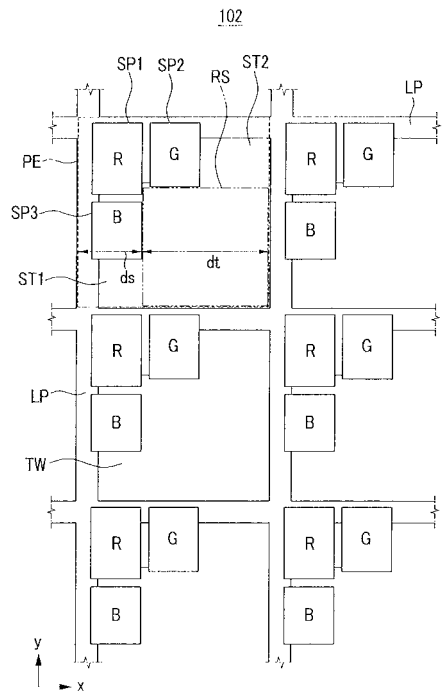 102
SP1 SP2 RS ST2 LP
PE R G R G
SP3 B B
ds dt
ST1
R G R G
LP B B
TW
R G R G
B B
y
x